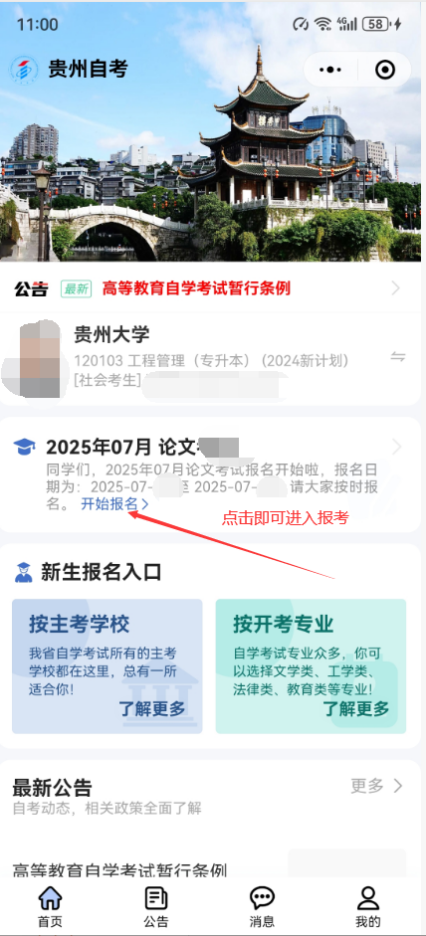 11:00
4G
58
贵州自考
公告 最新 高等教育自学考试暂行条例
贵州大学
120103 工程管理（专升本）（2024新计划）
[社会考生]
2025年07月 论文
同学们，2025年07月论文考试报名开始啦，报名日
期为：2025-07- 至 2025-07- 请大家按时报
名。 开始报名
点击即可进入报考
新生报名入口
按主考学校
我省自学考试所有的主考
学校都在这里，总有一所
适合你！
了解更多
按开考专业
自学考试专业众多，你可
以选择文学类、工学类、
法律类、教育类等专业！
了解更多
最新公告 更多
自考动态，相关政策全面了解
高等教育自学考试暂行条例
首页 公告 消息 我的